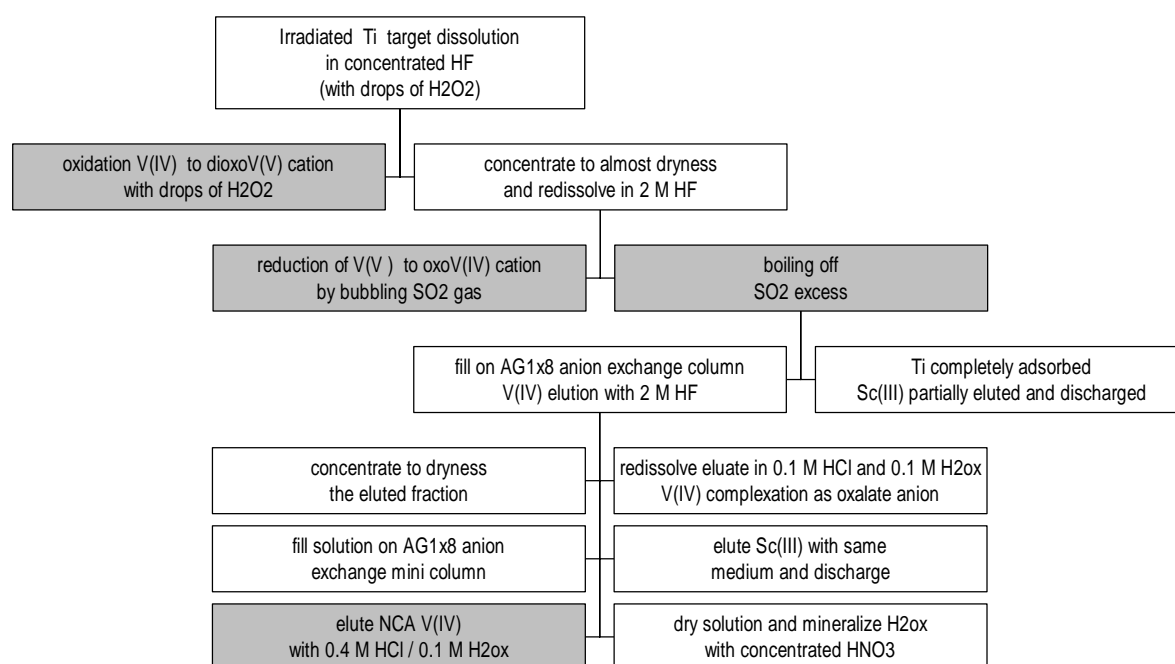 Irradiated Ti target dissolution
in concentrated HF
(with drops of H2O2)
oxidation V(IV) to dioxoV(V) cation
with drops of H2O2
concentrate to almost dryness
and redissolve in 2 M HF
reduction of V(V ) to oxoV(IV) cation
by bubbling SO2 gas
boiling off
SO2 excess
fill on AG1x8 anion exchange column
V(IV) elution with 2 M HF
Ti completely adsorbed
Sc(III) partially eluted and discharged
concentrate to dryness
the eluted fraction
redissolve eluate in 0.1 M HCl and 0.1 M H2ox
V(IV) complexation as oxalate anion
fill solution on AG1x8 anion
exchange mini column
elute Sc(III) with same
medium and discharge
elute NCA V(IV)
with 0.4 M HCl / 0.1 M H2ox
dry solution and mineralize H2ox
with concentrated HNO3